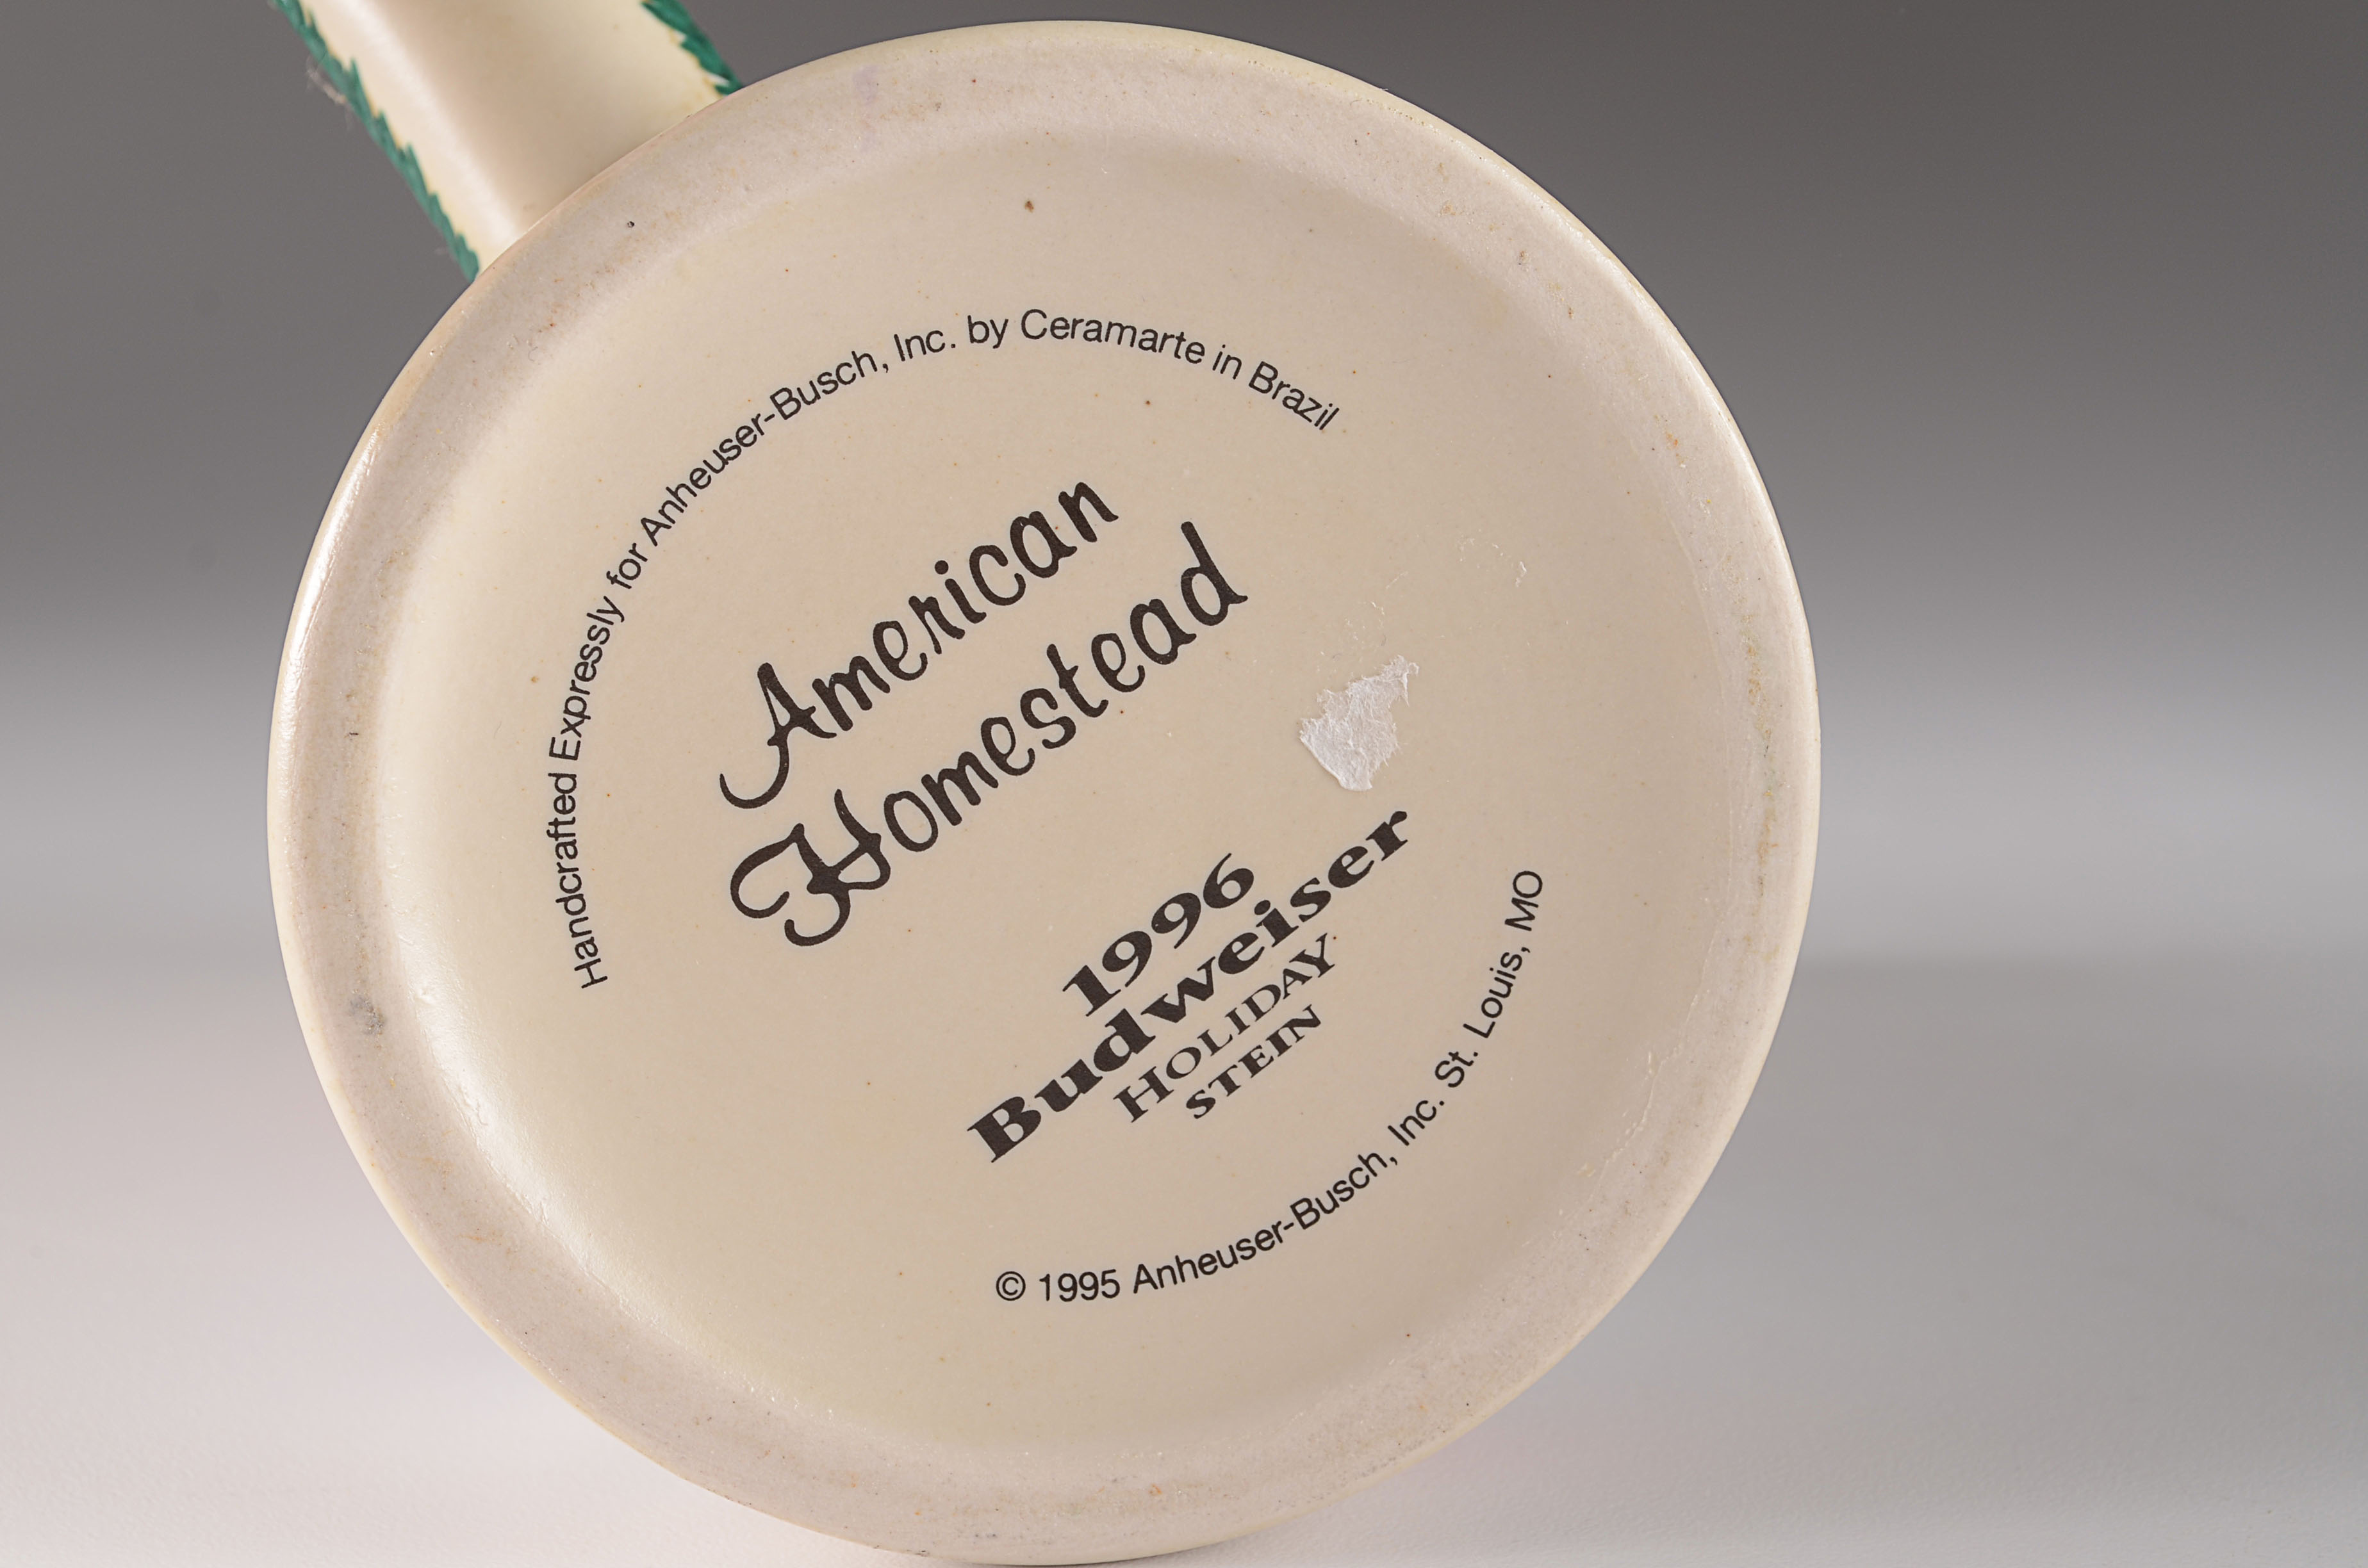 Handcrafted Expressly for Anheuser-Busch, Inc. by Ceramarte in Brazil
American
Homestead
1996
Budweiser
HOLIDAY
STEIN
© 1995 Anheuser-Busch, Inc. St. Louis, MO